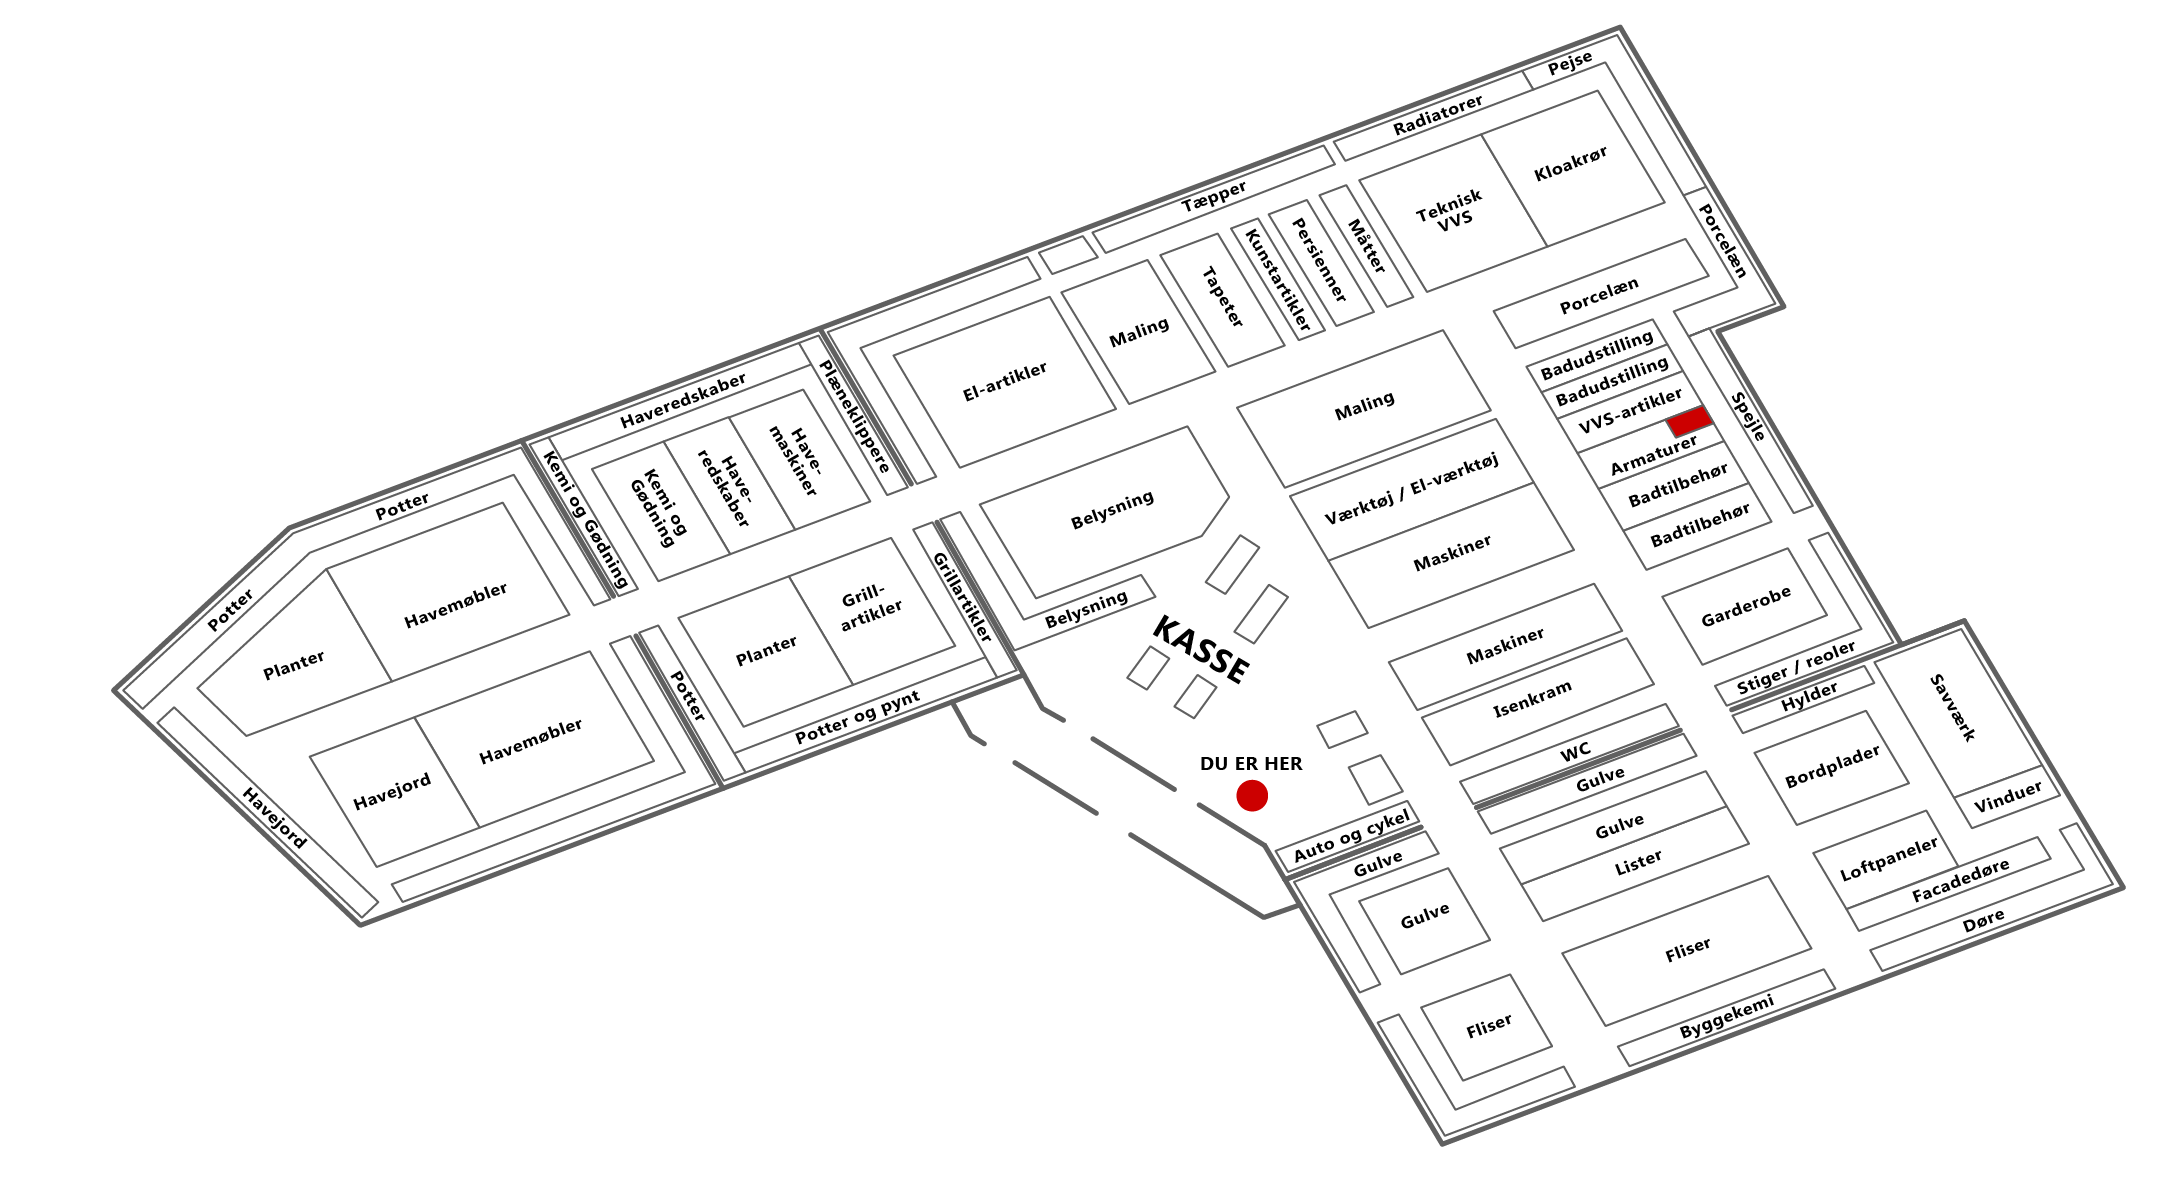 Pejse
Radiatorer
Tæpper
Kloakrør
Teknisk
VVS
Porcelæn
Måtter
Persienner
Kunstartikler
Tapeter
Maling
El-artikler
Porcelæn
Badudstilling
Badudstilling
VVS-artikler
Armaturer
Badtilbehør
Badtilbehør
Spejle
Maling
Værktøj / El-værktøj
Maskiner
Belysning
Belysning
Plæneklippere
Haveredskaber
Have-
maskiner
Have-
redskaber
Kemi og
Gødning
Kemi og Gødning
Potter
Potter
Havemøbler
Planter
Havemøbler
Havejord
Havejord
Potter
Planter
Grill-
artikler
Grillartikler
Potter og pynt
KASSE
DU ER HER
Garderobe
Stiger / reoler
Hylder
Maskiner
Isenkram
WC
Gulve
Gulve
Lister
Auto og cykel
Gulve
Gulve
Fliser
Fliser
Byggekemi
Savværk
Bordplader
Vinduer
Loftpaneler
Facadedøre
Døre